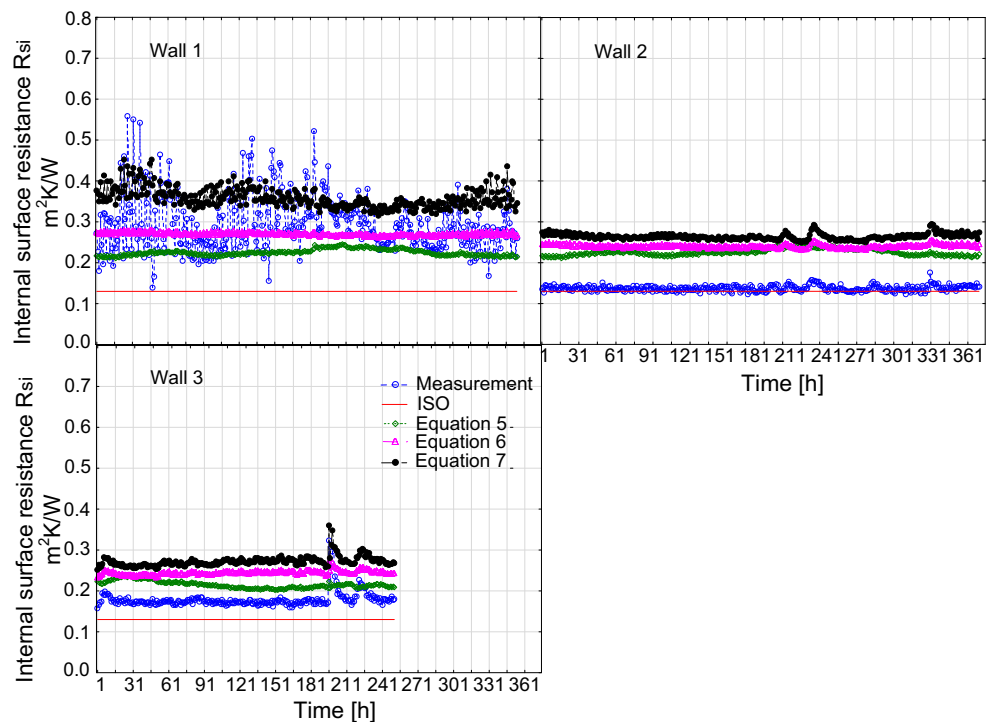 Wall 1
Wall 2
Internal surface resistance Rsi
m²K/W
0.8
0.7
0.6
0.5
0.4
0.3
0.2
0.1
0.0
1 31 61 91 121 151 181 211 241 271 301 331 361
Time [h]
Wall 3
Measurement
ISO
Equation 5
Equation 6
Equation 7
Internal surface resistance Rsi
m²K/W
0.7
0.6
0.5
0.4
0.3
0.2
0.1
0.0
1 31 61 91 121 151 181 211 241 271 301 331 361
Time [h]